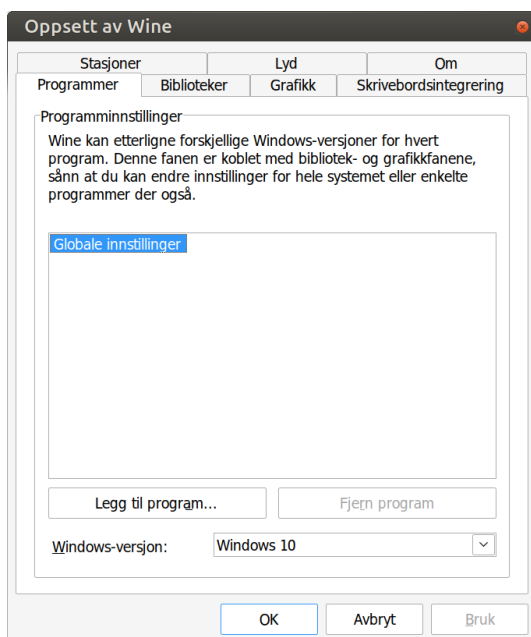 Oppsett av Wine
Stasjoner Lyd Om
Programmer Biblioteker Grafikk Skrivebordsintegrering
Programminnstillinger
Wine kan etterligne forskjellige Windows-versjoner for hvert
program. Denne fanen er koblet med bibliotek- og grafikkfanene,
sånn at du kan endre innstillinger for hele systemet eller enkelte
programmer der også.
Globale innstillinger
Legg til program... Fjern program
Windows-versjon: Windows 10
OK Avbryt Bruk